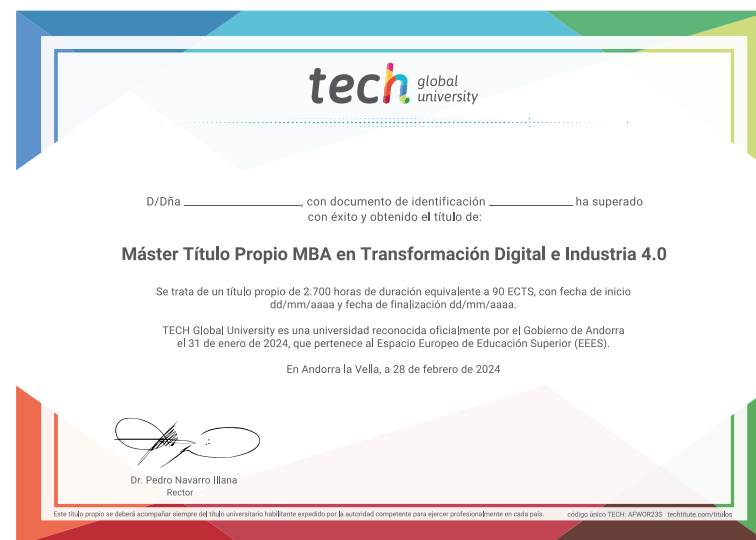 tech global university
D/Dña ____________________, con documento de identificación ______________ ha superado
con éxito y obtenido el título de:
Máster Título Propio MBA en Transformación Digital e Industria 4.0
Se trata de un título propio de 2.700 horas de duración equivalente a 90 ECTS, con fecha de inicio
dd/mm/aaaa y fecha de finalización dd/mm/aaaa.
TECH Global University es una universidad reconocida oficialmente por el Gobierno de Andorra
el 31 de enero de 2024, que pertenece al Espacio Europeo de Educación Superior (EEES).
En Andorra la Vella, a 28 de febrero de 2024
Dr. Pedro Navarro Illana
Rector
Este título propio se deberá acompañar siempre del título universitario habilitante expedido por la autoridad competente para ejercer profesionalmente en cada país. código único TECH: AFWOR23S techtitute.com/titulos